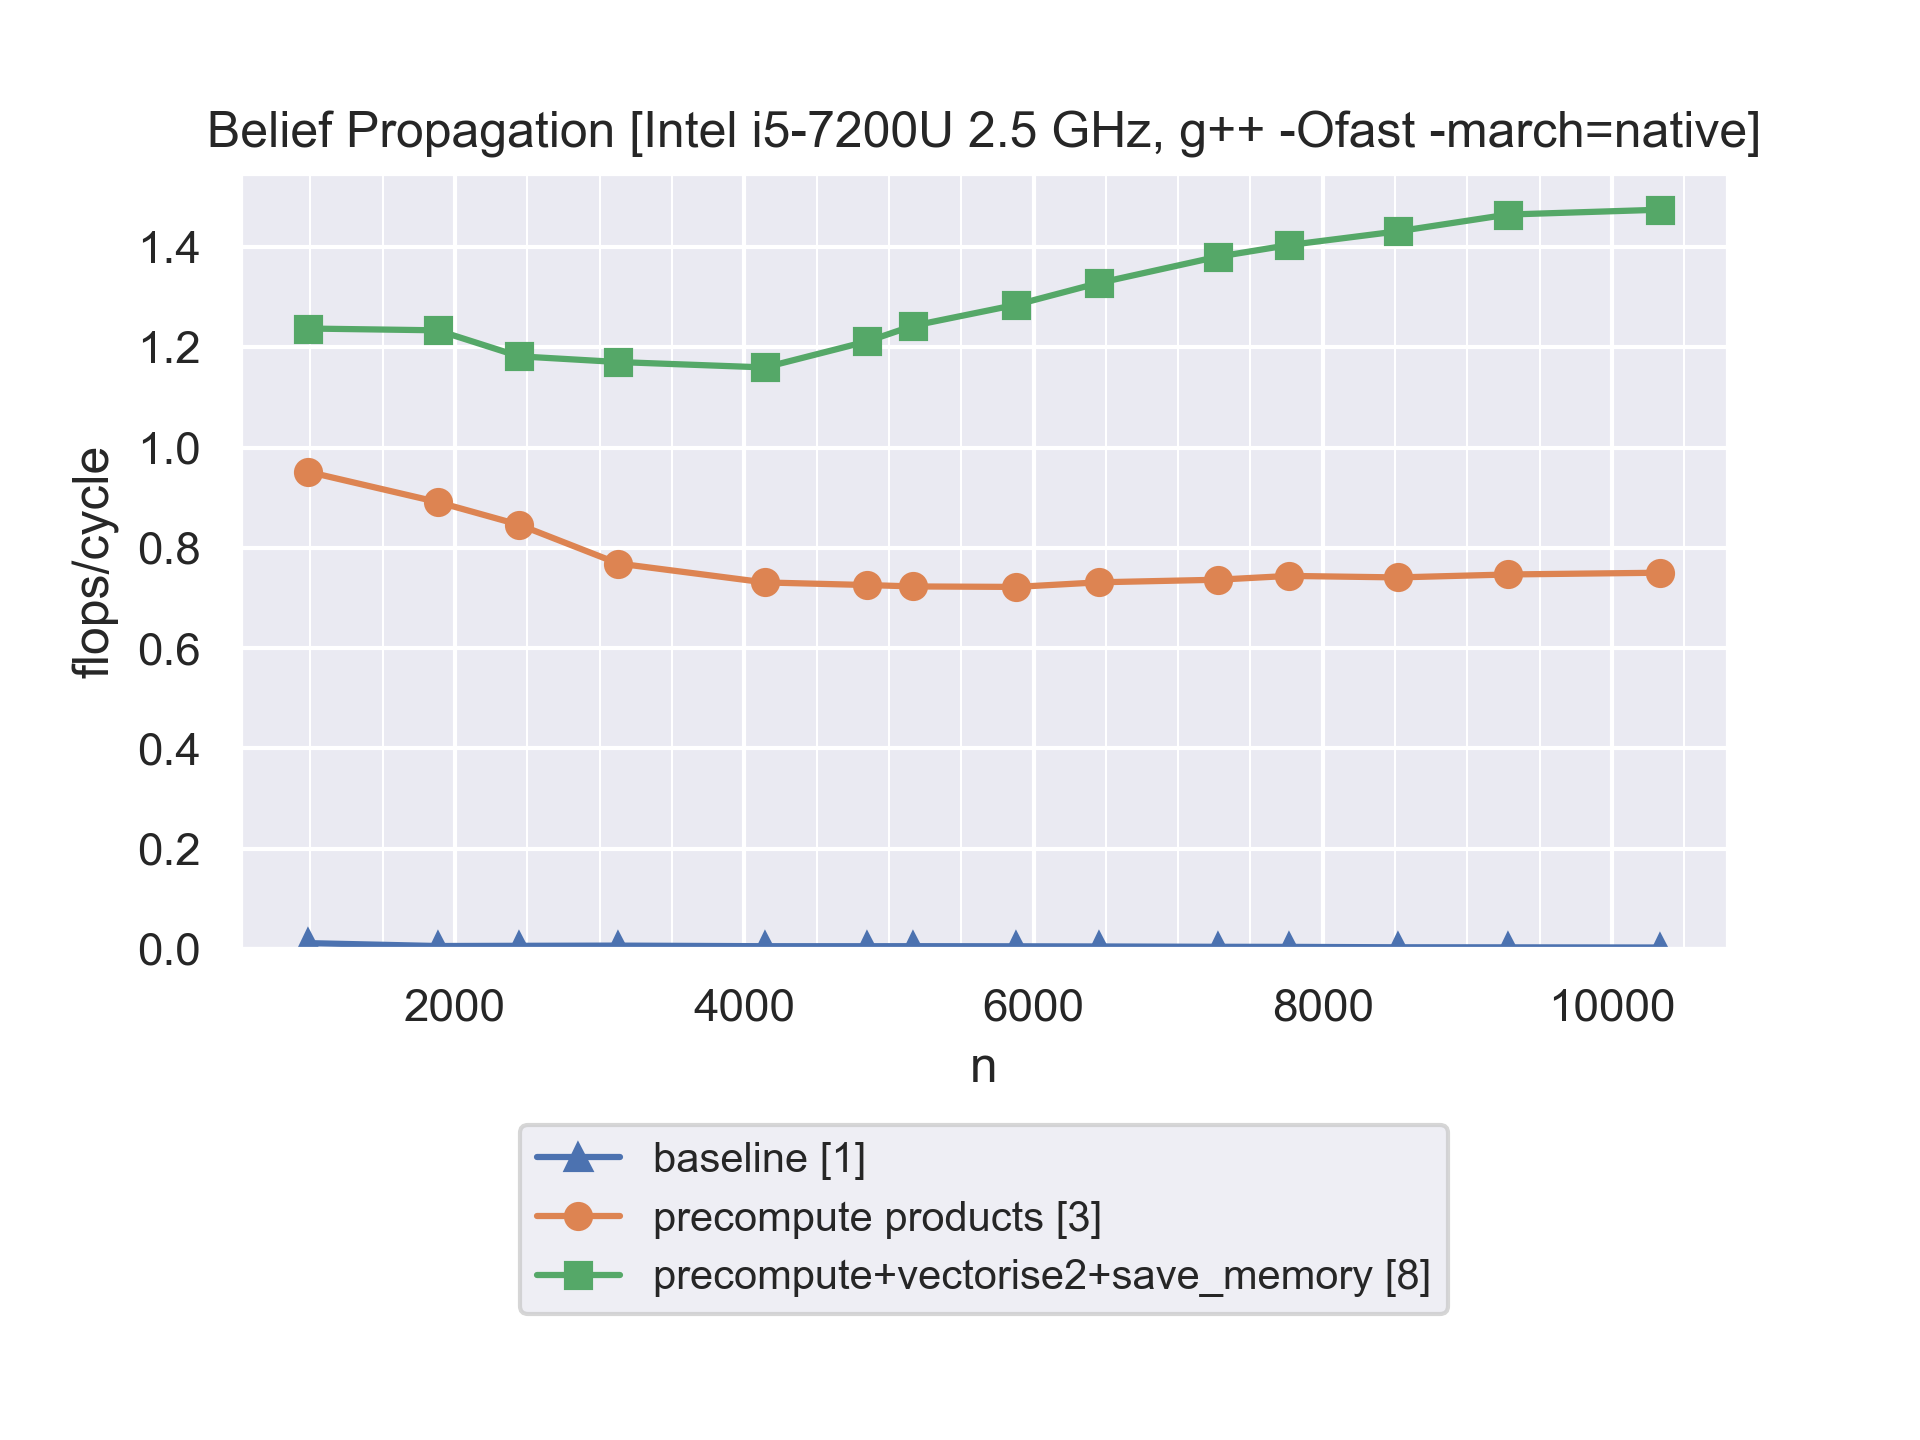 Belief Propagation [Intel i5-7200U 2.5 GHz, g++ -Ofast -march=native]
1.4
1.2
1.0
0.8
0.6
0.4
0.2
0.0
flops/cycle
2000 4000 6000 8000 10000
n
baseline [1]
precompute products [3]
precompute+vectorise2+save_memory [8]